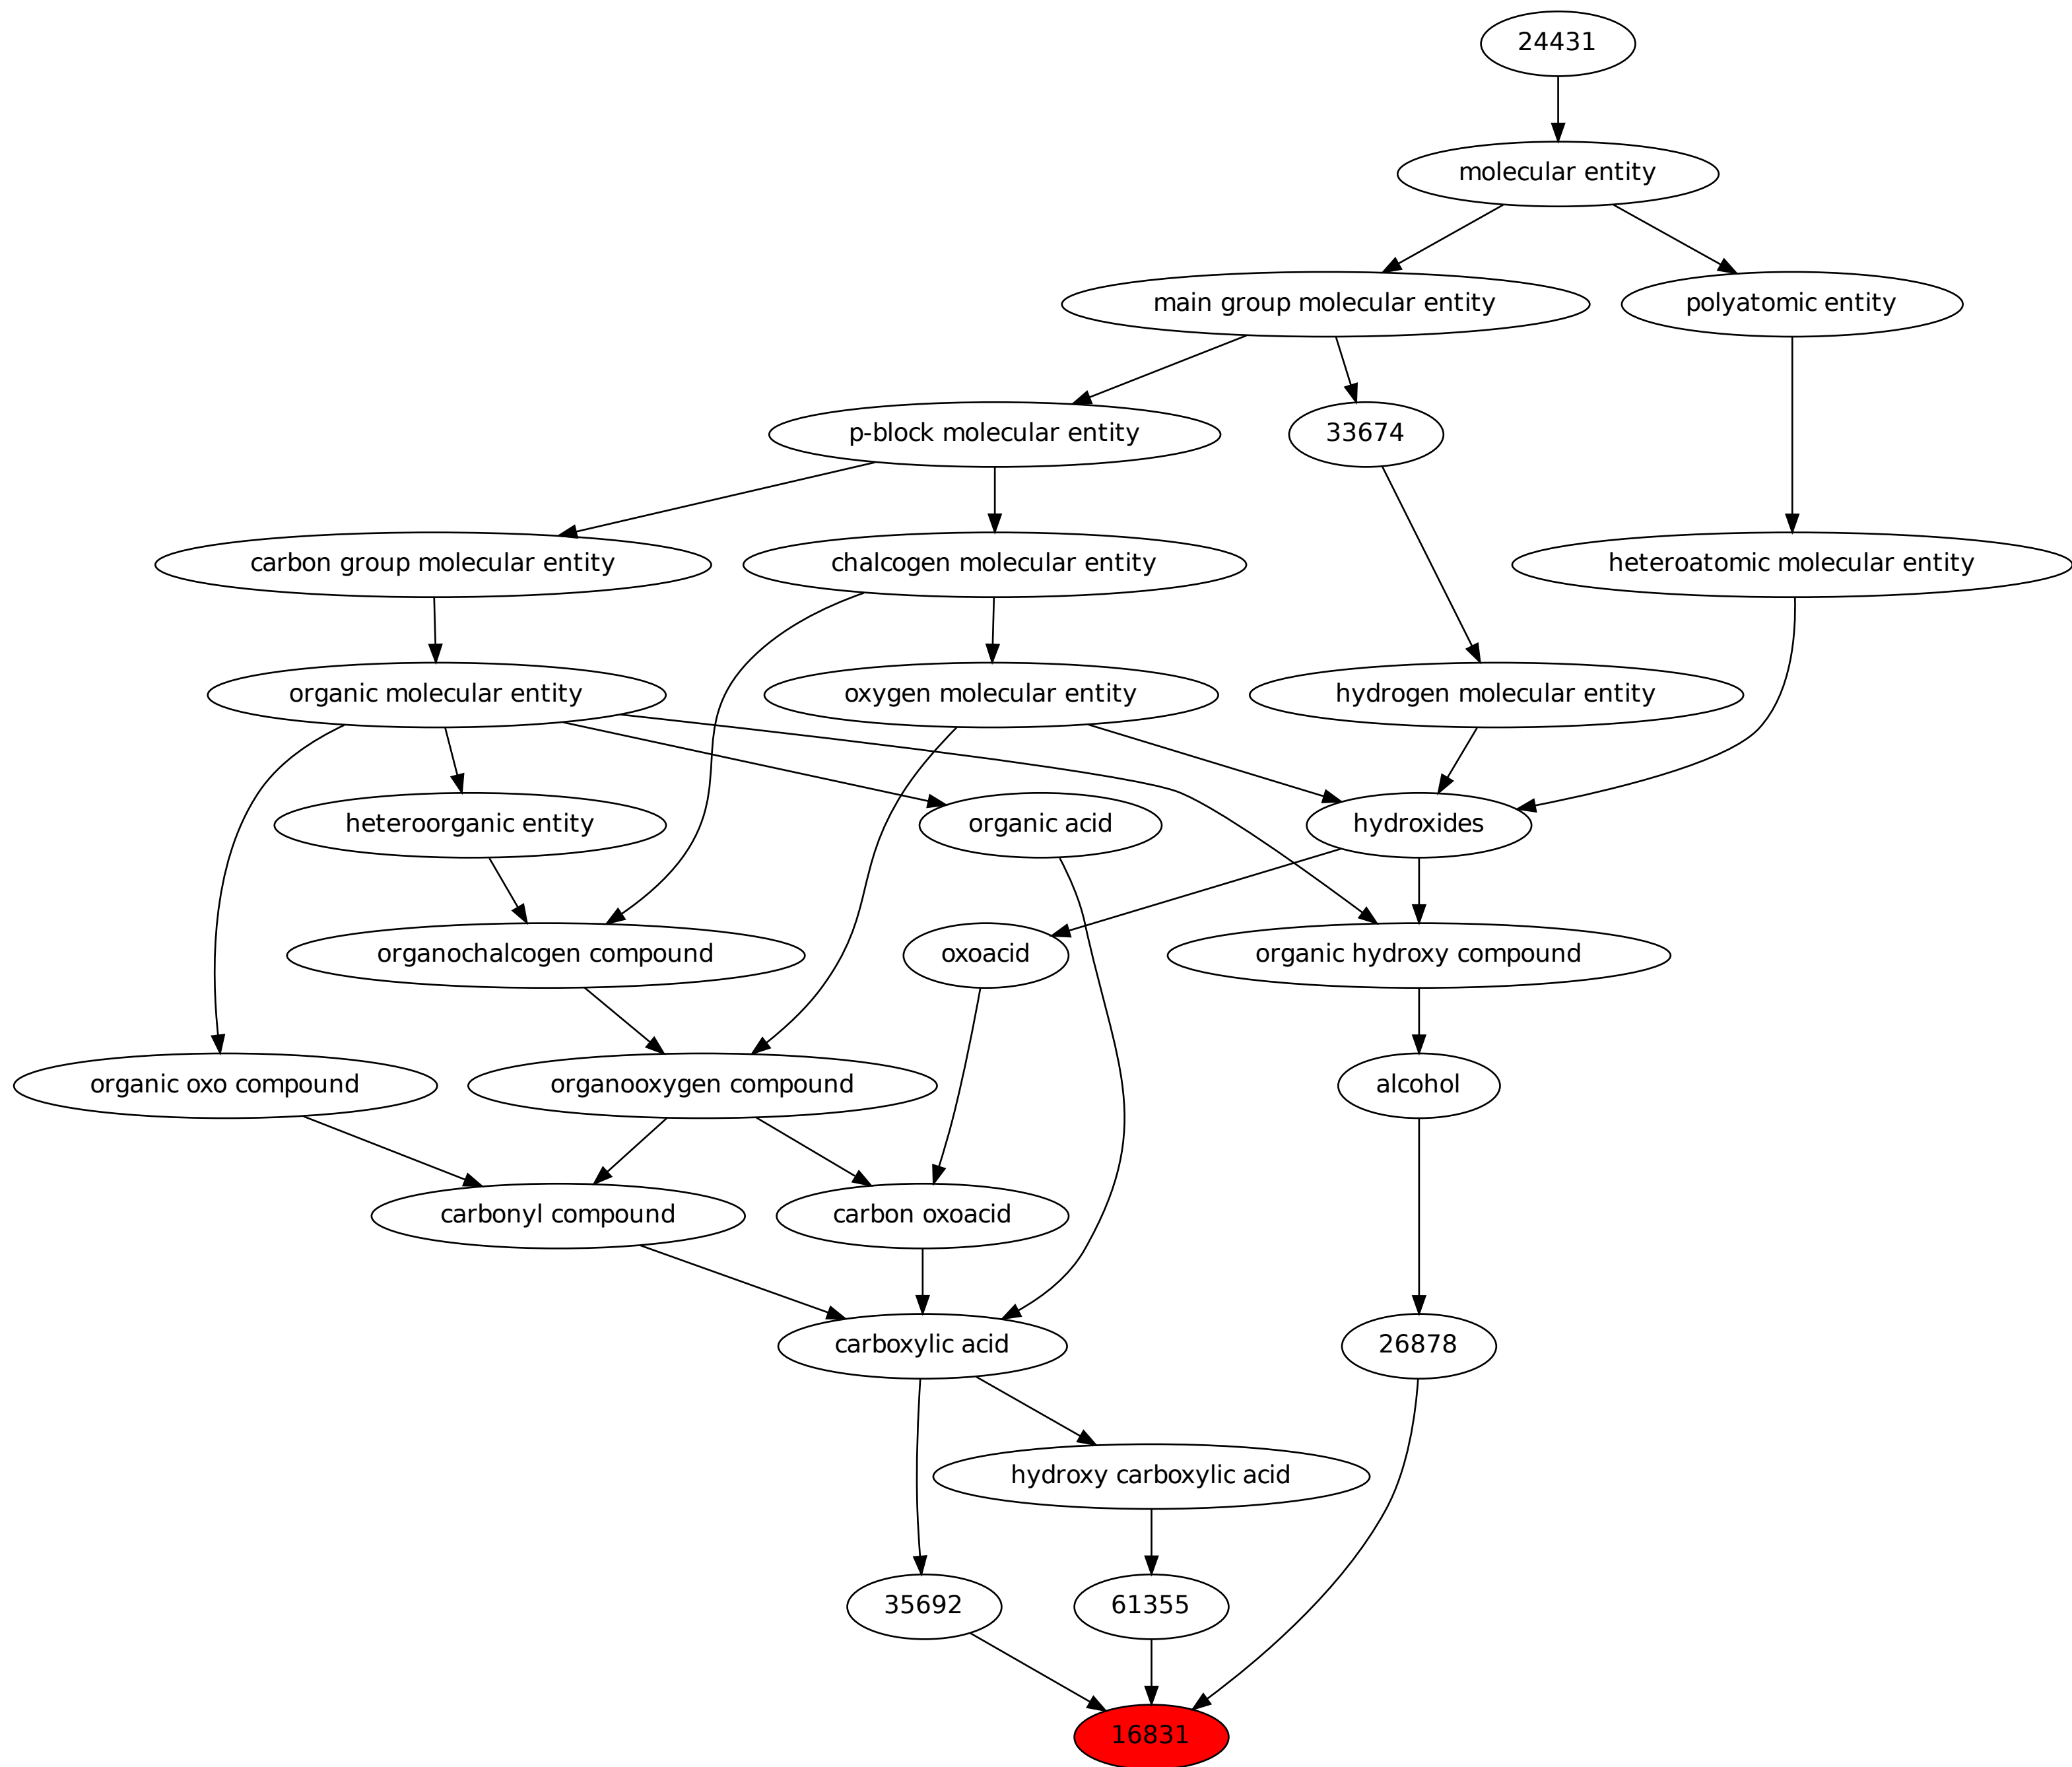 24431
molecular entity
main group molecular entity
polyatomic entity
p-block molecular entity
33674
carbon group molecular entity
chalcogen molecular entity
heteroatomic molecular entity
organic molecular entity
oxygen molecular entity
hydrogen molecular entity
heteroorganic entity
organic acid
hydroxides
organochalcogen compound
oxoacid
organic hydroxy compound
organic oxo compound
organooxygen compound
alcohol
carbonyl compound
carbon oxoacid
carboxylic acid
26878
hydroxy carboxylic acid
35692
61355
16831